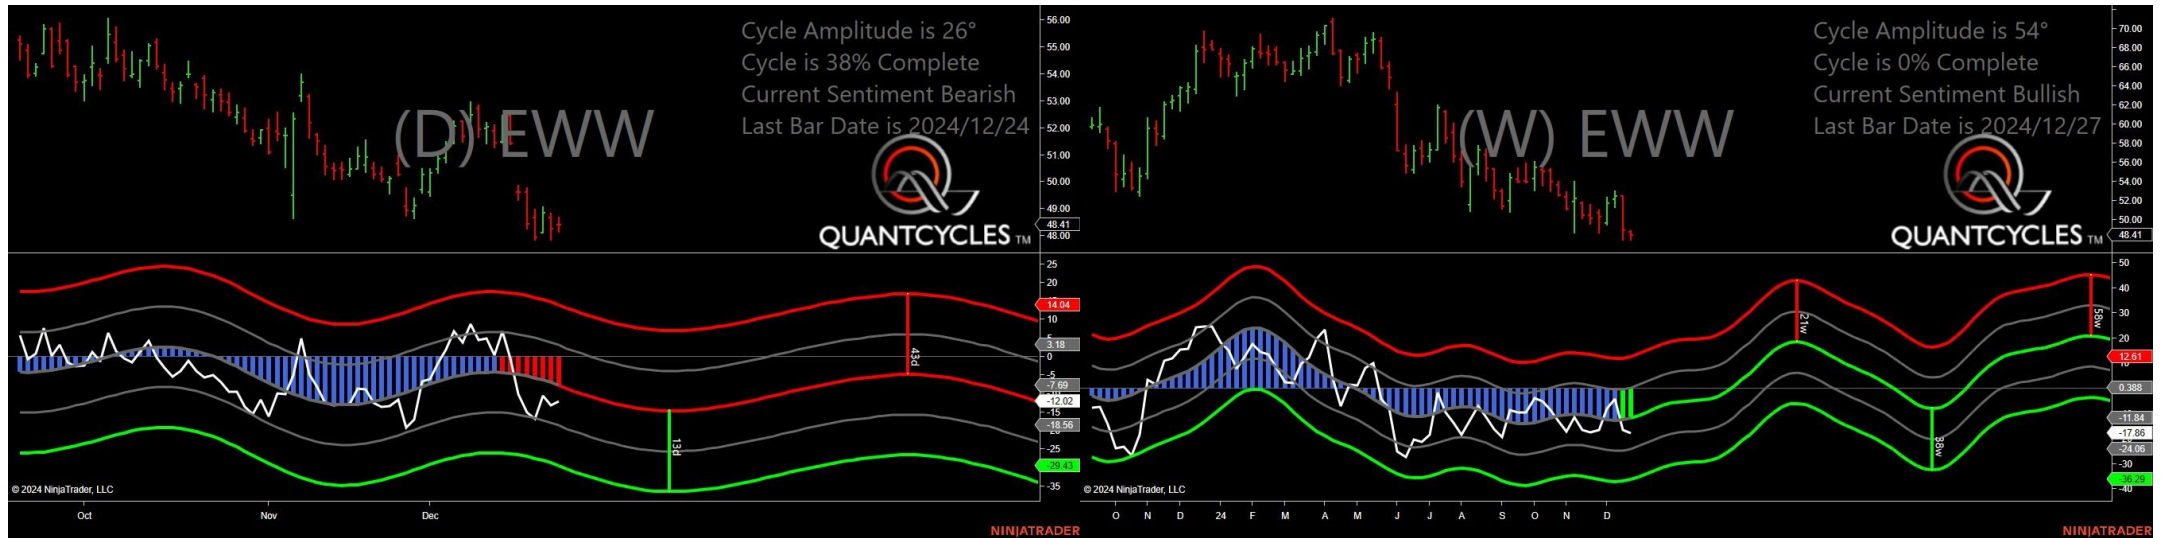 Cycle Amplitude is 26°
Cycle is 38% Complete
Current Sentiment Bearish
Last Bar Date is 2024/12/24
(D) EWW
QUANTCYCLES TM
56.00
55.00
54.00
53.00
52.00
51.00
50.00
49.00
48.41
48.00
25
20
14.04
10
5
3.18
0
-5
-7.69
-12.02
-15
-18.56
-25
-29.43
-35
43d
13d
© 2024 NinjaTrader, LLC
Oct Nov Dec
NINJATRADER
Cycle Amplitude is 54°
Cycle is 0% Complete
Current Sentiment Bullish
Last Bar Date is 2024/12/27
(W) EWW
QUANTCYCLES TM
70.00
68.00
66.00
64.00
62.00
60.00
58.00
56.00
54.00
52.00
50.00
48.41
50
40
30
20
12.61
10
0.388
-11.84
-17.86
-24.06
-30
-36.29
-40
21w
58w
38w
© 2024 NinjaTrader, LLC
O N D 24 F M A M J J A S O N D
NINJATRADER